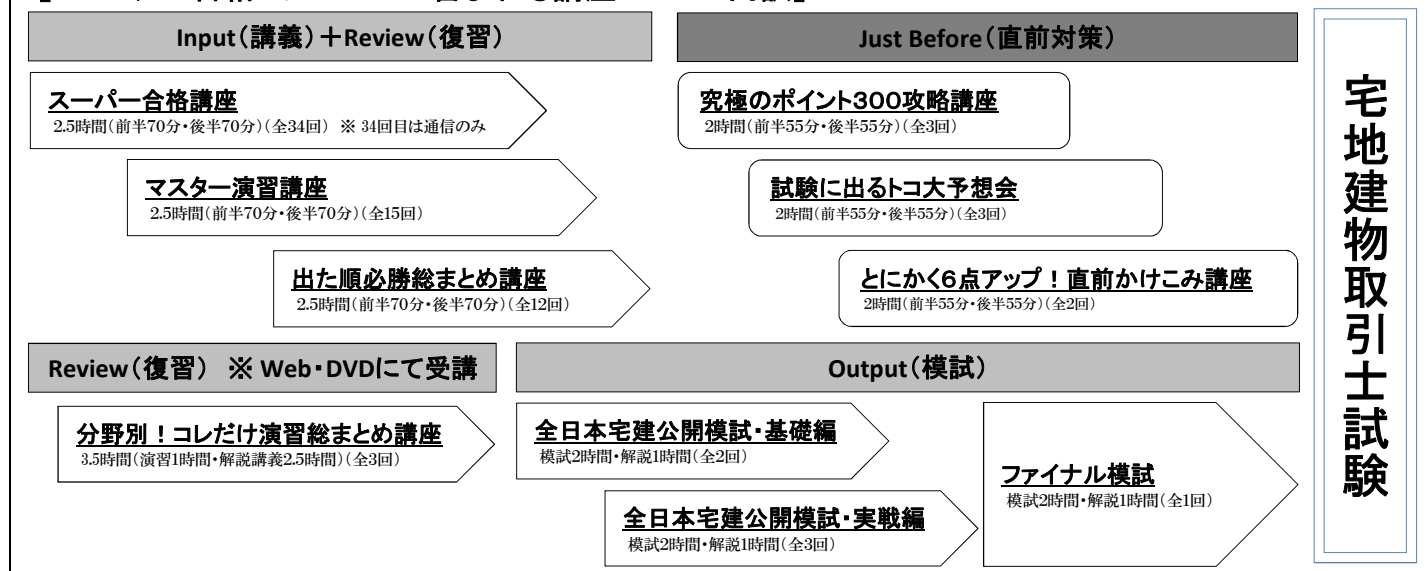 Input（講義）＋Review（復習）
スーパー合格講座
2.5時間（前半70分・後半70分）（全34回） ※ 34回目は通信のみ
マスター演習講座
2.5時間（前半70分・後半70分）（全15回）
出た順必勝総まとめ講座
2.5時間（前半70分・後半70分）（全12回）
Just Before（直前対策）
究極のポイント３００攻略講座
2時間（前半55分・後半55分）（全3回）
試験に出るトコ大予想会
2時間（前半55分・後半55分）（全3回）
とにかく６点アップ！直前かけこみ講座
2時間（前半55分・後半55分）（全2回）
Review（復習） ※ Web・DVDにて受講
分野別！コレだけ演習総まとめ講座
3.5時間（演習1時間・解説講義2.5時間）（全3回）
Output（模試）
全日本宅建公開模試・基礎編
模試2時間・解説1時間（全2回）
全日本宅建公開模試・実戦編
模試2時間・解説1時間（全3回）
ファイナル模試
模試2時間・解説1時間（全1回）
宅地建物取引士試験